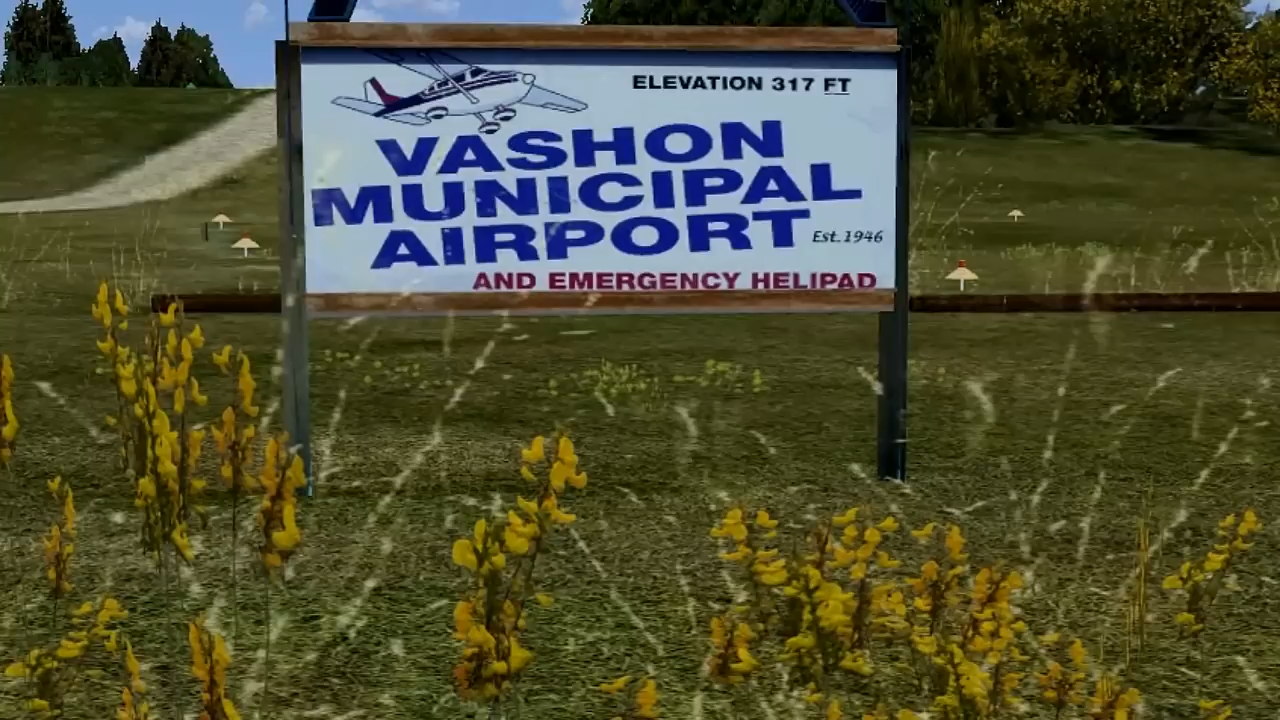 ELEVATION 317 FT
VASHON
MUNICIPAL
AIRPORT
Est.1946
AND EMERGENCY HELIPAD